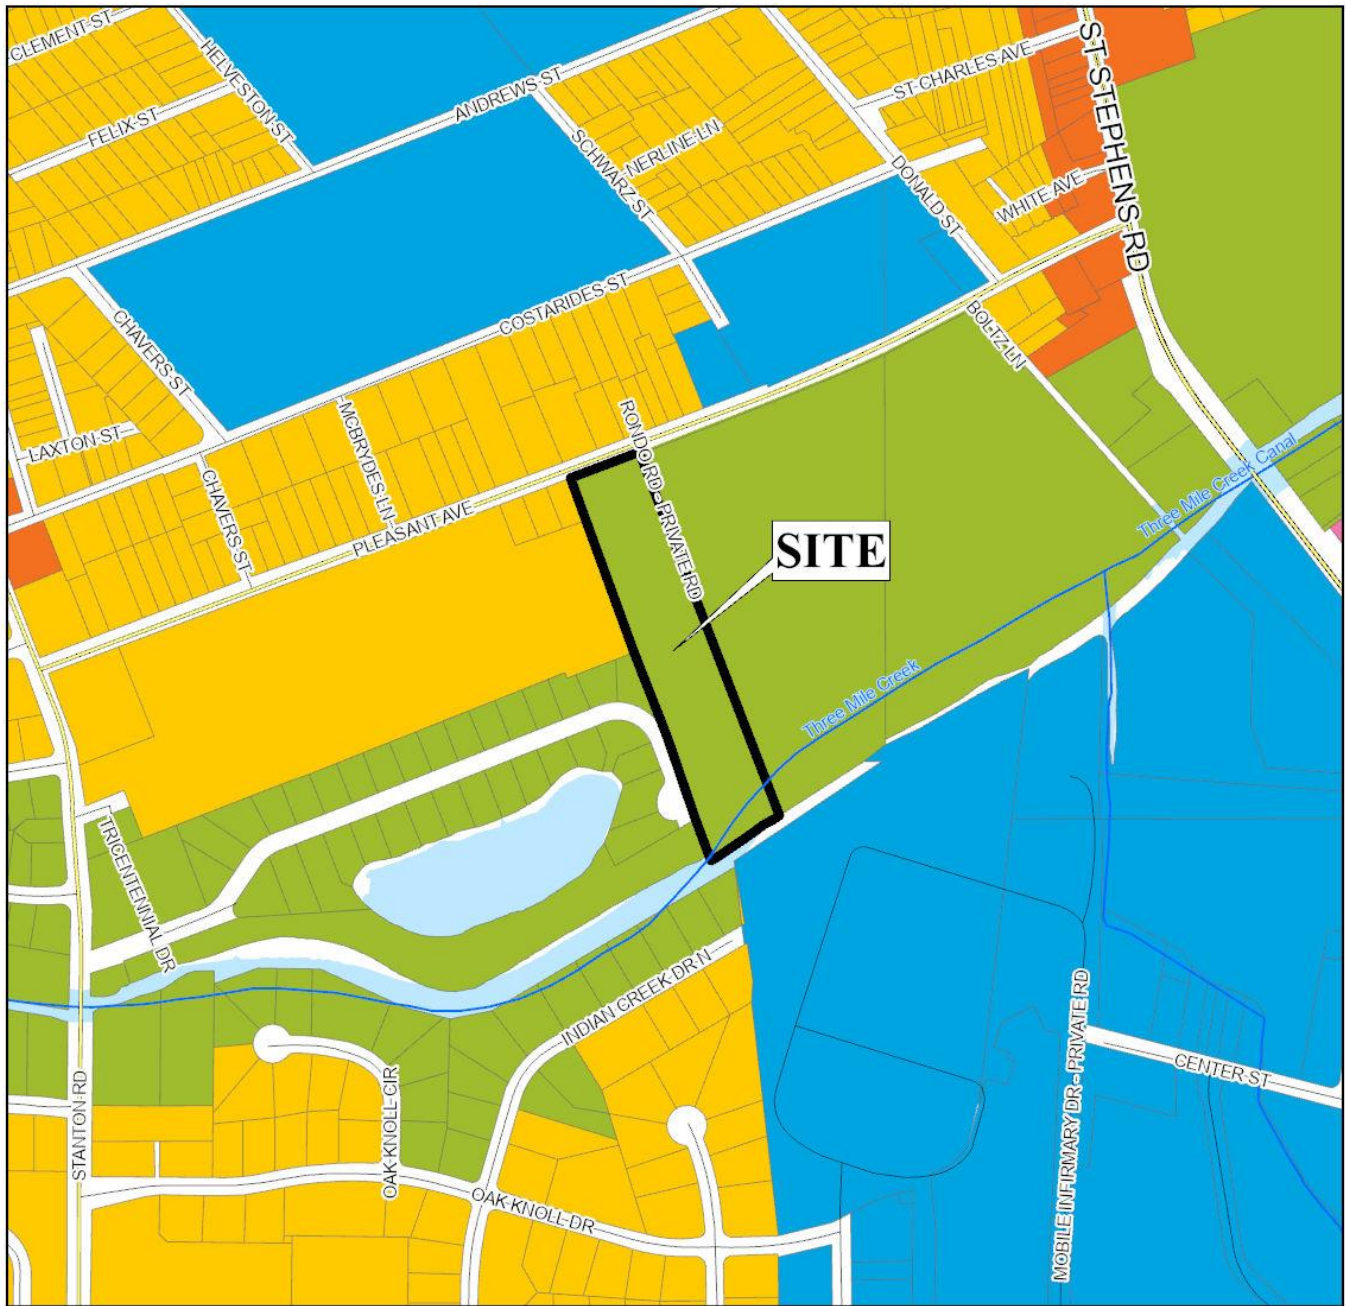 CLEMENT ST
HELVESTON ST
FELIX ST
ANDREWS ST
SCHWARZ ST
NERLINE LN
ST CHARLES AVE
ST STEPHENS RD
DONALD ST
WHITE AVE
COSTARIDES ST
CHAVERS ST
BOLTZ LN
LAXTON ST
MCBRYDES LN
CHAVERS ST
PLEASANT AVE
RONDO RD - PRIVATE RD
Three Mile Creek Canal
SITE
Three Mile Creek
TRICENTENNIAL DR
INDIAN CREEK DR N
STANTON RD
OAK KNOLL CIR
OAK KNOLL DR
MOBILE INFIRMARY DR - PRIVATE RD
CENTER ST